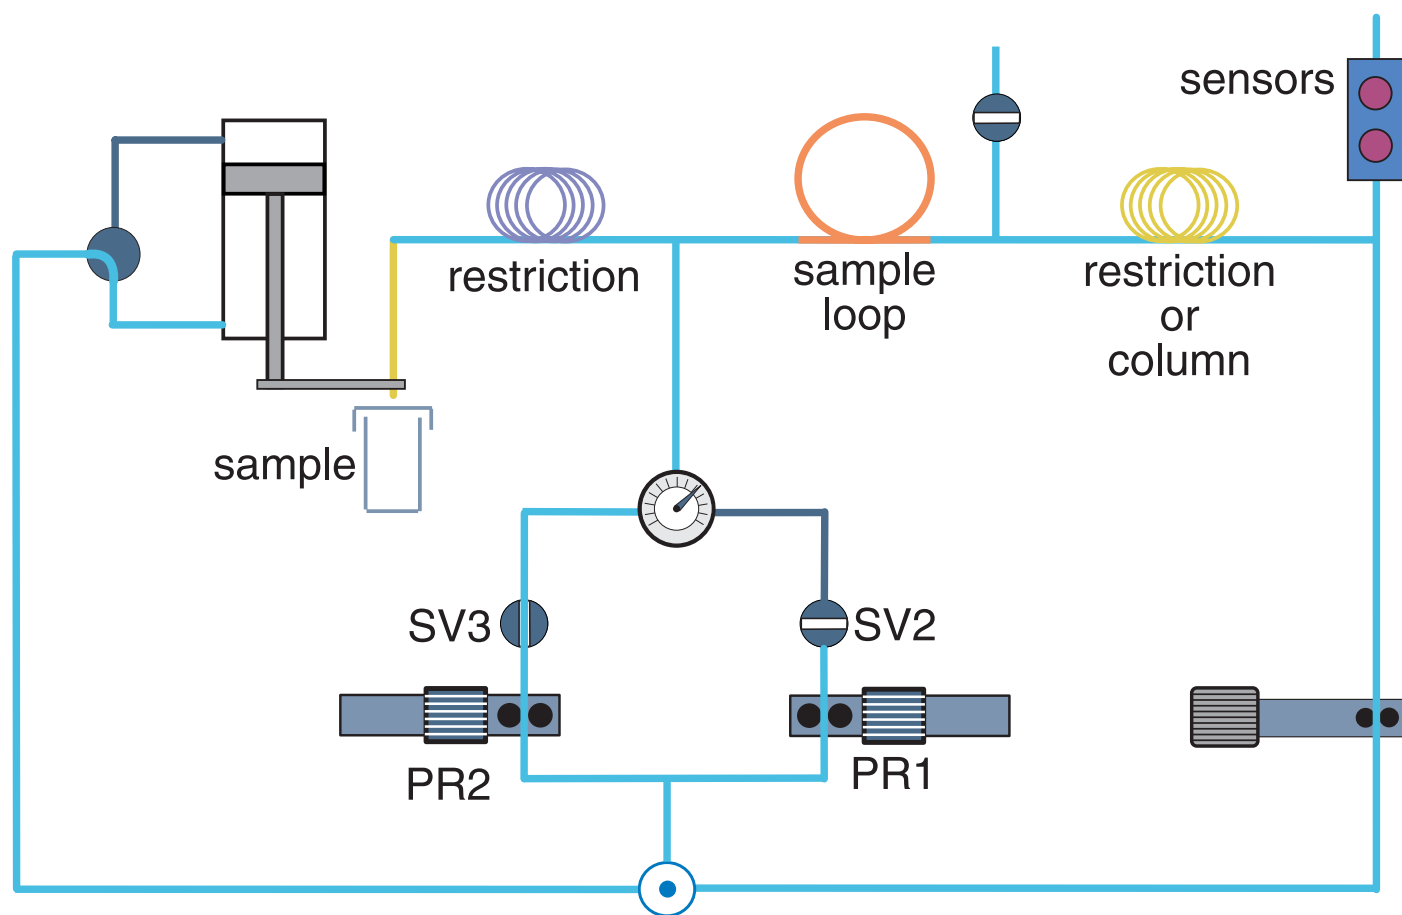 sensors
restriction
sample
loop
restriction
or
column
sample
SV3
SV2
PR2
PR1